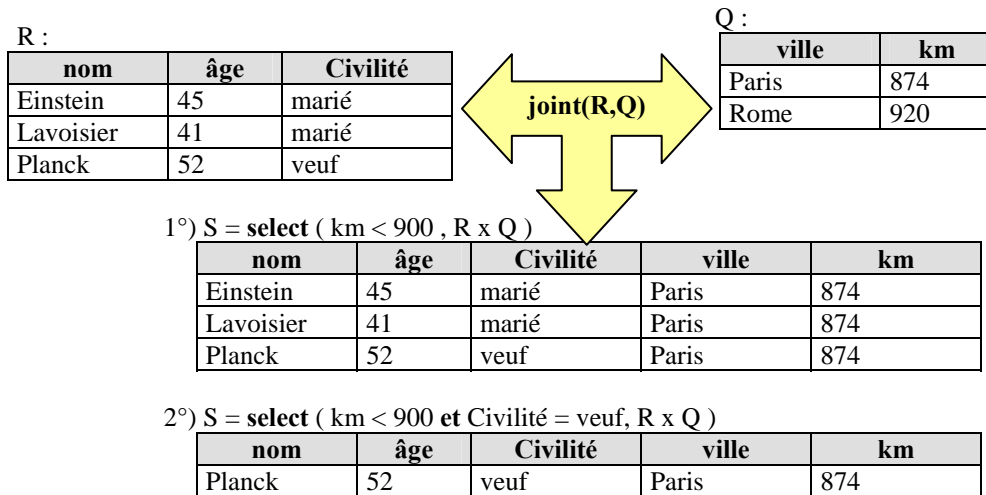 R :
nom âge Civilité
Einstein 45 marié
Lavoisier 41 marié
Planck 52 veuf
joint(R,Q)
Q :
ville km
Paris 874
Rome 920
1°) S = select ( km < 900 , R x Q )
nom âge Civilité ville km
Einstein 45 marié Paris 874
Lavoisier 41 marié Paris 874
Planck 52 veuf Paris 874
2°) S = select ( km < 900 et Civilité = veuf, R x Q )
nom âge Civilité ville km
Planck 52 veuf Paris 874